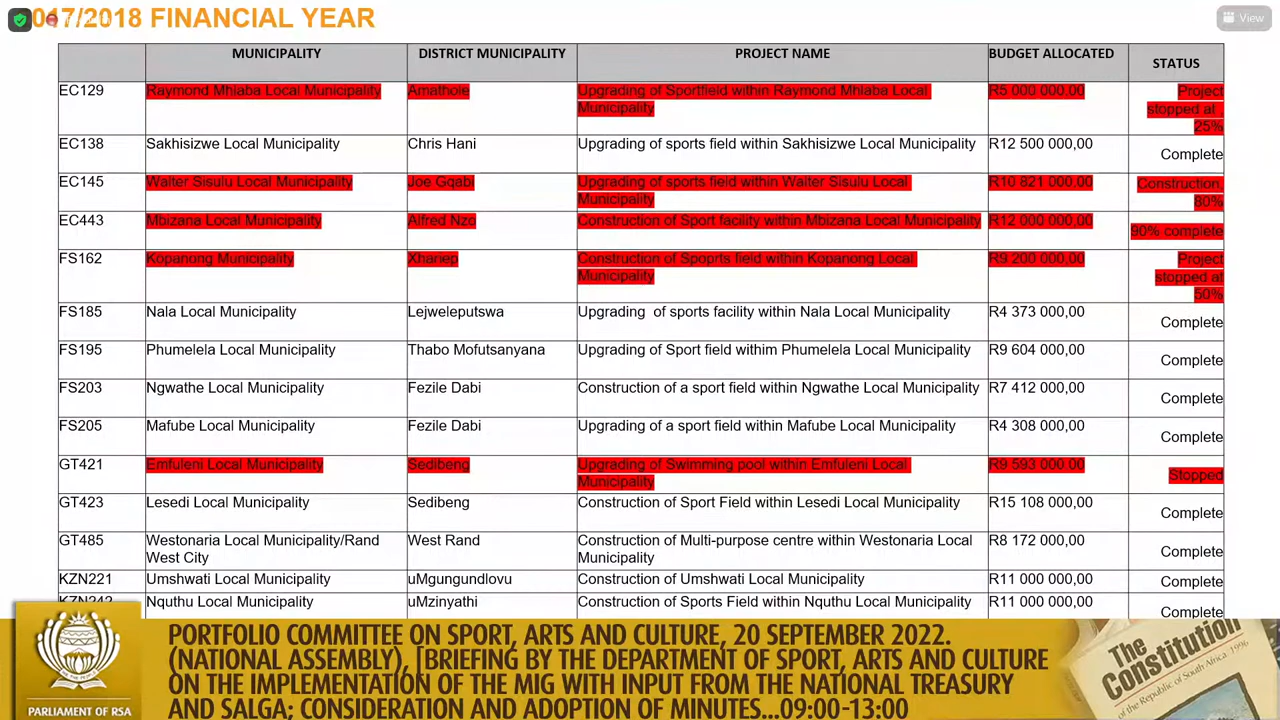 017/2018 FINANCIAL YEAR
View
MUNICIPALITY DISTRICT MUNICIPALITY PROJECT NAME BUDGET ALLOCATED STATUS
EC129 Raymond Mhlaba Local Municipality Amathole Upgrading of Sportfield within Raymond Mhlaba Local R5 000 000,00 Project
Municipality stopped at
25%
EC138 Sakhisizwe Local Municipality Chris Hani Upgrading of sports field within Sakhisizwe Local Municipality R12 500 000,00
Complete
EC145 Walter Sisulu Local Municipality Joe Gqabi Upgrading of sports field within Walter Sisulu Local R10 821 000,00 Construction,
Municipality 80%
EC443 Mbizana Local Municipality Alfred Nzo Construction of Sport facility within Mbizana Local Municipality R12 000 000,00
90% complete
FS162 Kopanong Municipality Xhariep Construction of Spoprts field within Kopanong Local R9 200 000,00 Project
Municipality stopped at
50%
FS185 Nala Local Municipality Lejweleputswa Upgrading of sports facility within Nala Local Municipality R4 373 000,00
Complete
FS195 Phumelela Local Municipality Thabo Mofutsanyana Upgrading of Sport field withim Phumelela Local Municipality R9 604 000,00
Complete
FS203 Ngwathe Local Municipality Fezile Dabi Construction of a sport field within Ngwathe Local Municipality R7 412 000,00
Complete
FS205 Mafube Local Municipality Fezile Dabi Upgrading of a sport field within Mafube Local Municipality R4 308 000,00
Complete
GT421 Emfuleni Local Municipality Sedibeng Upgrading of Swimming pool within Emfuleni Local R9 593 000.00
Municipality Stopped
GT423 Lesedi Local Municipality Sedibeng Construction of Sport Field within Lesedi Local Municipality R15 108 000,00
Complete
GT485 Westonaria Local Municipality/Rand West Rand Construction of Multi-purpose centre within Westonaria Local R8 172 000,00
West City Municipality Complete
KZN221 Umshwati Local Municipality uMgungundlovu Construction of Umshwati Local Municipality R11 000 000,00 Complete
KZN242 Nquthu Local Municipality uMzinyathi Construction of Sports Field within Nquthu Local Municipality R11 000 000,00
Complete
PORTFOLIO COMMITTEE ON SPORT, ARTS AND CULTURE, 20 SEPTEMBER 2022.
(NATIONAL ASSEMBLY), [BRIEFING BY THE DEPARTMENT OF SPORT, ARTS AND CULTURE
ON THE IMPLEMENTATION OF THE MIG WITH INPUT FROM THE NATIONAL TREASURY
AND SALGA; CONSIDERATION AND ADOPTION OF MINUTES...09:00-13:00
PARLIAMENT OF RSA
The
Constitution
of the Republic of South Africa, 1996